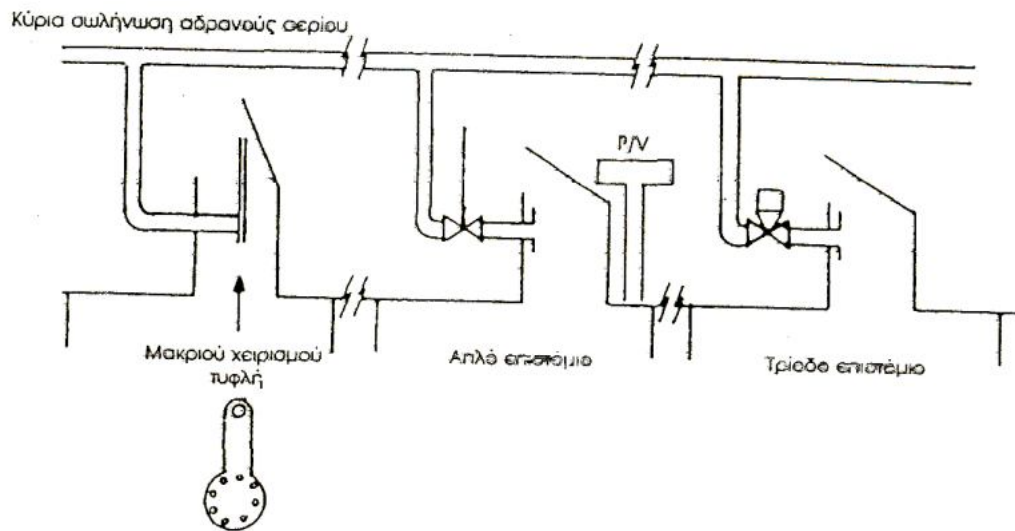 Κύρια σωλήνωση αδρανούς αερίου
P/V
Μακριού χειρισμού
τυφλή
Απλό επιστόμιο
Τρίοδο επιστόμιο